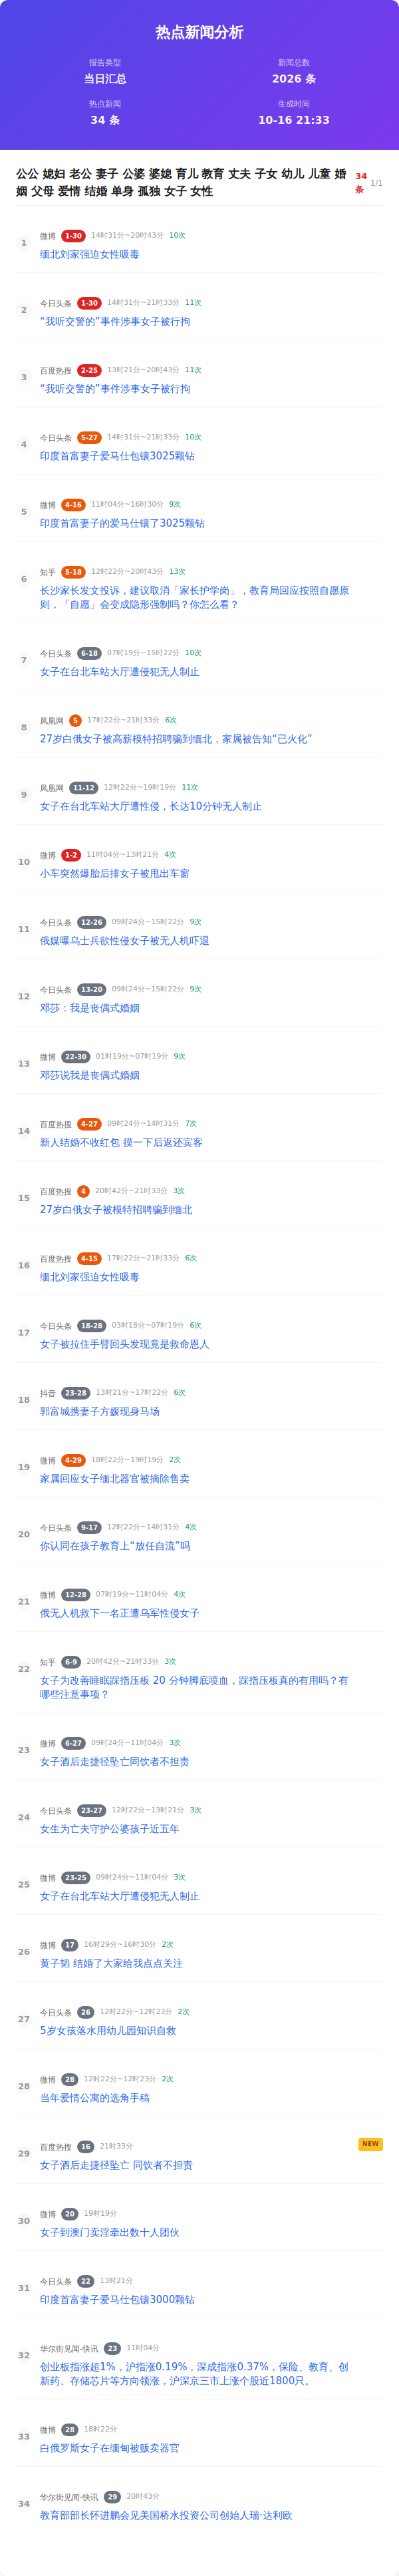 热点新闻分析
报告类型
当日汇总
新闻总数
2026 条
热点新闻
34 条
生成时间
10-16 21:33
公公 媳妇 老公 妻子 公婆 婆媳 育儿 教育 丈夫 子女 幼儿 儿童 婚
姻 父母 爱情 结婚 单身 孤独 女子 女性
34
条
1/1
1
微博 1-30 14时31分~20时43分 10次
缅北刘家强迫女性吸毒
2
今日头条 1-30 14时31分~21时33分 11次
“我听交警的”事件涉事女子被行拘
3
百度热搜 2-25 13时21分~20时43分 11次
“我听交警的”事件涉事女子被行拘
4
今日头条 5-27 14时31分~21时33分 10次
印度首富妻子爱马仕包镶3025颗钻
5
微博 4-16 11时04分~16时30分 9次
印度首富妻子的爱马仕镶了3025颗钻
6
知乎 5-18 12时22分~20时43分 13次
长沙家长发文投诉，建议取消「家长护学岗」，教育局回应按照自愿原
则，「自愿」会变成隐形强制吗？你怎么看？
7
今日头条 6-18 07时19分~15时22分 10次
女子在台北车站大厅遭侵犯无人制止
8
凤凰网 5 17时22分~21时33分 6次
27岁白俄女子被高薪模特招聘骗到缅北，家属被告知“已火化”
9
凤凰网 11-12 12时22分~19时19分 11次
女子在台北车站大厅遭性侵，长达10分钟无人制止
10
微博 1-2 11时04分~13时21分 4次
小车突然爆胎后排女子被甩出车窗
11
今日头条 12-26 09时24分~15时22分 9次
俄媒曝乌士兵欲性侵女子被无人机吓退
12
今日头条 13-20 09时24分~15时22分 9次
邓莎：我是丧偶式婚姻
13
微博 22-30 01时19分~07时19分 9次
邓莎说我是丧偶式婚姻
14
百度热搜 4-27 09时24分~14时31分 7次
新人结婚不收红包 摸一下后返还宾客
15
百度热搜 4 20时42分~21时33分 3次
27岁白俄女子被模特招聘骗到缅北
16
百度热搜 4-15 17时22分~21时33分 6次
缅北刘家强迫女性吸毒
17
今日头条 18-28 03时18分~07时19分 6次
女子被拉住手臂回头发现竟是救命恩人
18
抖音 23-28 13时21分~17时22分 6次
郭富城携妻子方媛现身马场
19
微博 4-29 18时22分~19时19分 2次
家属回应女子缅北器官被摘除售卖
20
今日头条 9-17 12时22分~14时31分 4次
你认同在孩子教育上“放任自流”吗
21
微博 12-28 07时19分~11时04分 4次
俄无人机救下一名正遭乌军性侵女子
22
知乎 6-9 20时42分~21时33分 3次
女子为改善睡眠踩指压板 20 分钟脚底喷血，踩指压板真的有用吗？有
哪些注意事项？
23
微博 6-27 09时24分~11时04分 3次
女子酒后走捷径坠亡同饮者不担责
24
今日头条 23-27 12时22分~13时21分 3次
女生为亡夫守护公婆孩子近五年
25
微博 23-25 09时24分~11时04分 3次
女子在台北车站大厅遭侵犯无人制止
26
微博 17 16时29分~16时30分 2次
黄子韬 结婚了大家给我点点关注
27
今日头条 26 12时22分~12时23分 2次
5岁女孩落水用幼儿园知识自救
28
微博 28 12时22分~12时23分 2次
当年爱情公寓的选角手稿
29
百度热搜 16 21时33分
NEW
女子酒后走捷径坠亡 同饮者不担责
30
微博 20 19时19分
女子到澳门卖淫牵出数十人团伙
31
今日头条 22 13时21分
印度首富妻子爱马仕包镶3000颗钻
32
华尔街见闻-快讯 23 11时04分
创业板指涨超1%，沪指涨0.19%，深成指涨0.37%，保险、教育、创
新药、存储芯片等方向领涨，沪深京三市上涨个股近1800只。
33
微博 28 18时22分
白俄罗斯女子在缅甸被贩卖器官
34
华尔街见闻-快讯 29 20时43分
教育部部长怀进鹏会见美国桥水投资公司创始人瑞·达利欧